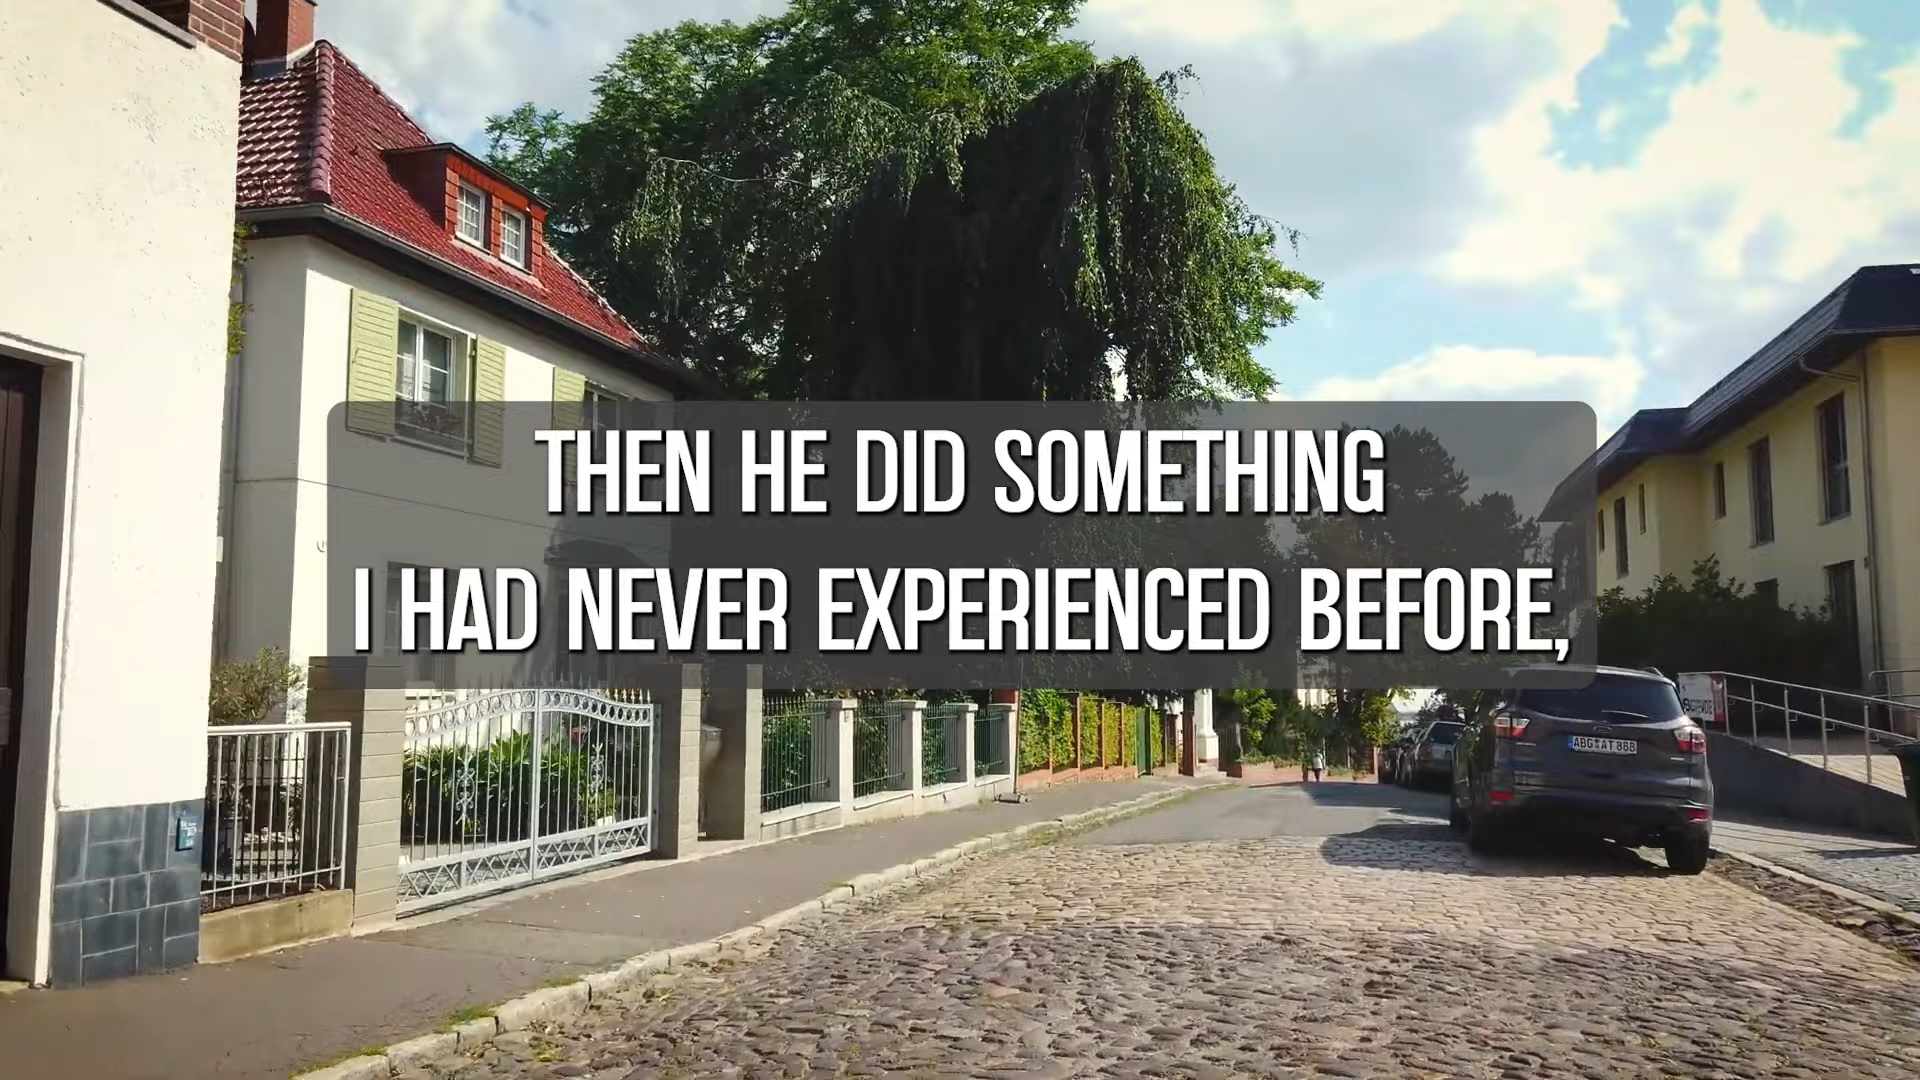 THEN HE DID SOMETHING
I HAD NEVER EXPERIENCED BEFORE,
ABG AT 888